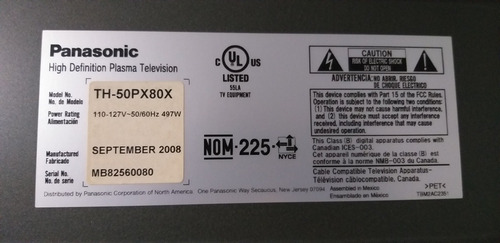 Panasonic
High Definition Plasma Television
Model No.
No. de Modelo
TH-50PX80X
Power Rating
Alimentación
110-127V~50/60Hz 497W
Manufactured
Fabricado
SEPTEMBER 2008
Serial No.
No. de serie
MB82560080
C UL US
LISTED
55LA
TV EQUIPMENT
NOM-225
NYCE
CAUTION
RISK OF ELECTRIC SHOCK
DO NOT OPEN
ADVERTENCIA: NO ABRIR, RIESGO
DE CHOQUE ELECTRICO
This device complies with Part 15 of the FCC Rules.
Operation is subject to the following two conditions:
(1) This device may not cause harmful interference,
and (2) this device must accept any interference
received, including interference that may cause
undesired operation.
This Class (B) digital apparatus complies with
Canadian ICES-003.
Cet appareil numérique de la classe (B) est
conforme à la norme NMB-003 du Canada.
Cable Compatible Television Apparatus-
Télévision câblocompatible, Canada.
Distributed by Panasonic Corporation of North America. One Panasonic Way Secaucus, New Jersey 07094
Assembled in Mexico
Ensamblado en México
>PET<
TBM2AC2351